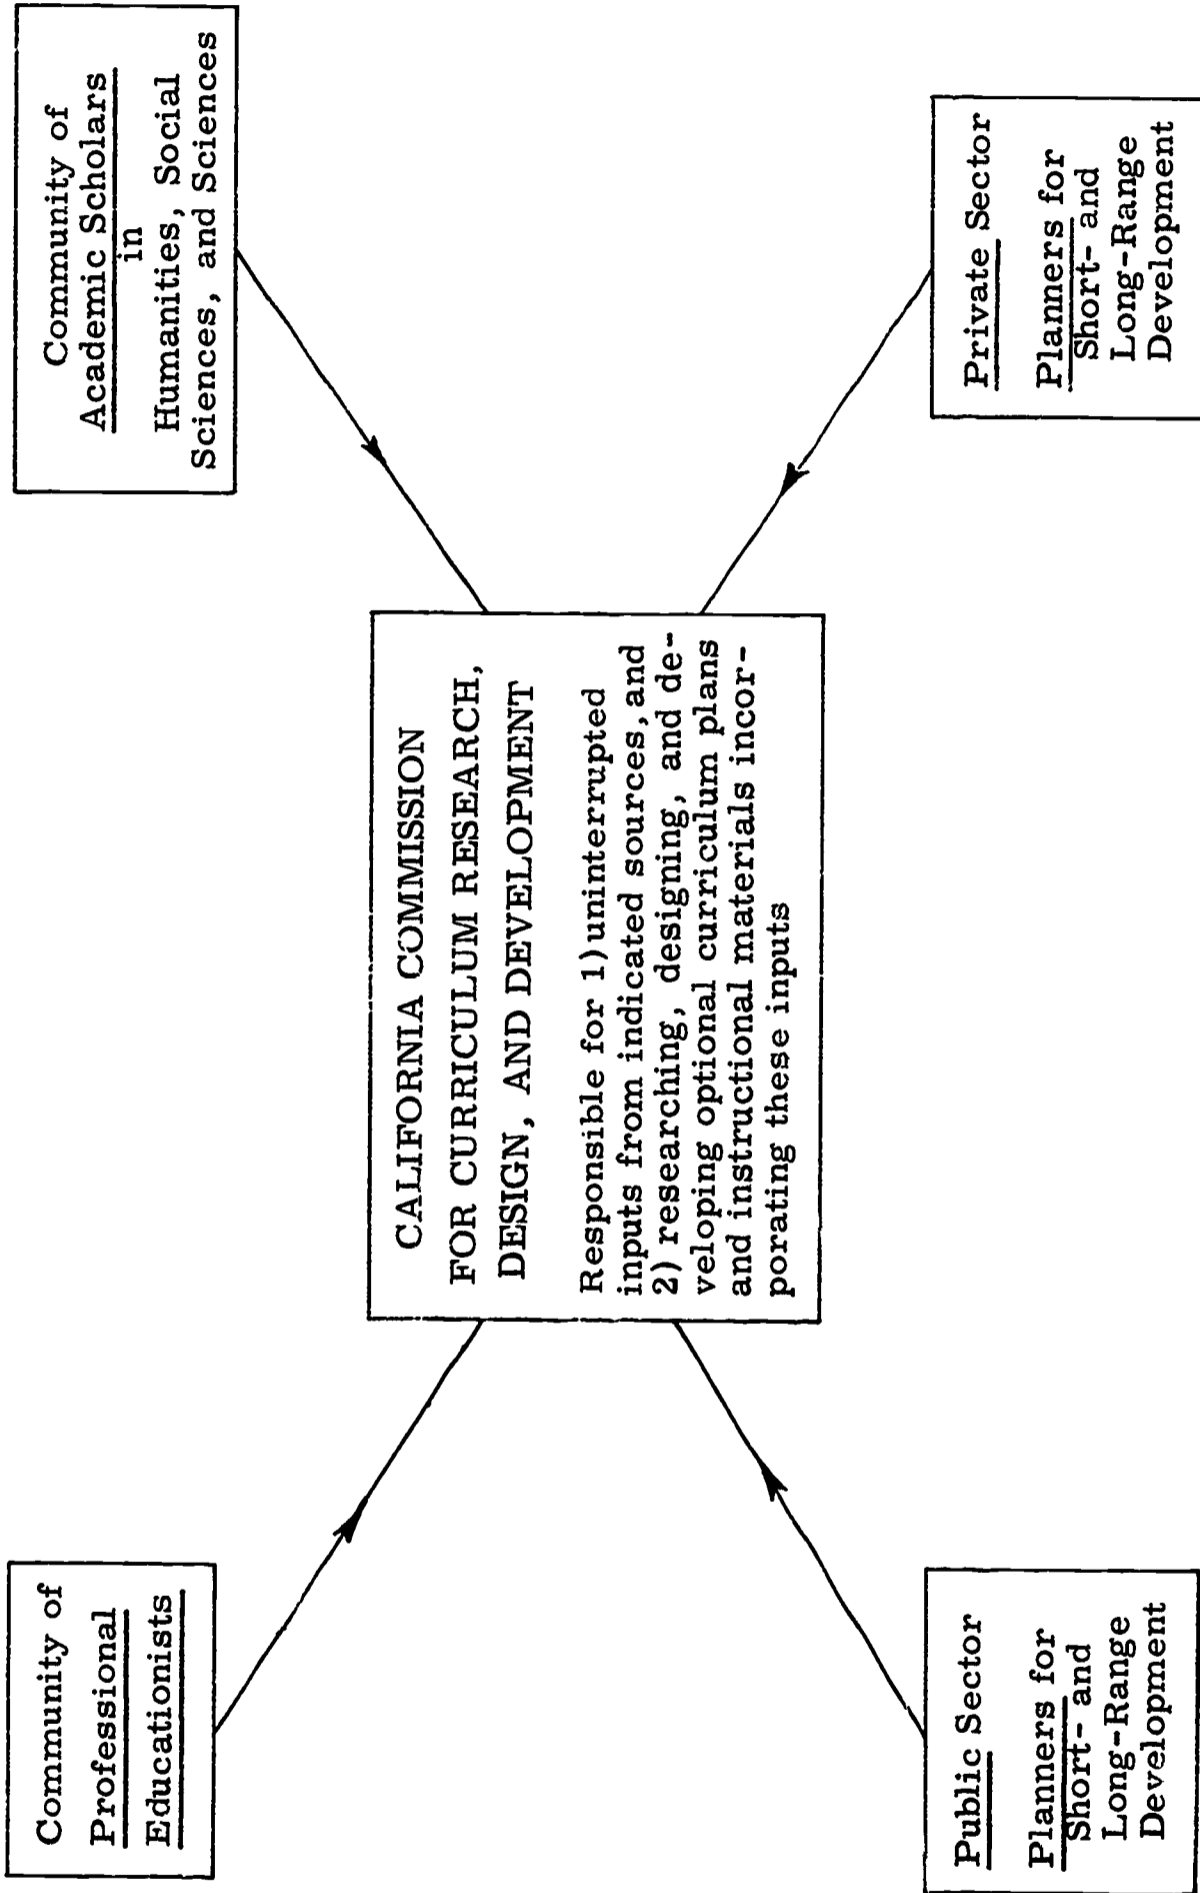 Community of
Professional
Educationists
Community of
Academic Scholars
in
Humanities, Social
Sciences, and Sciences
CALIFORNIA COMMISSION
FOR CURRICULUM RESEARCH,
DESIGN, AND DEVELOPMENT
Responsible for 1) uninterrupted
inputs from indicated sources, and
2) researching, designing, and de-
veloping optional curriculum plans
and instructional materials incor-
porating these inputs
Public Sector
Planners for
Short- and
Long-Range
Development
Private Sector
Planners for
Short- and
Long-Range
Development